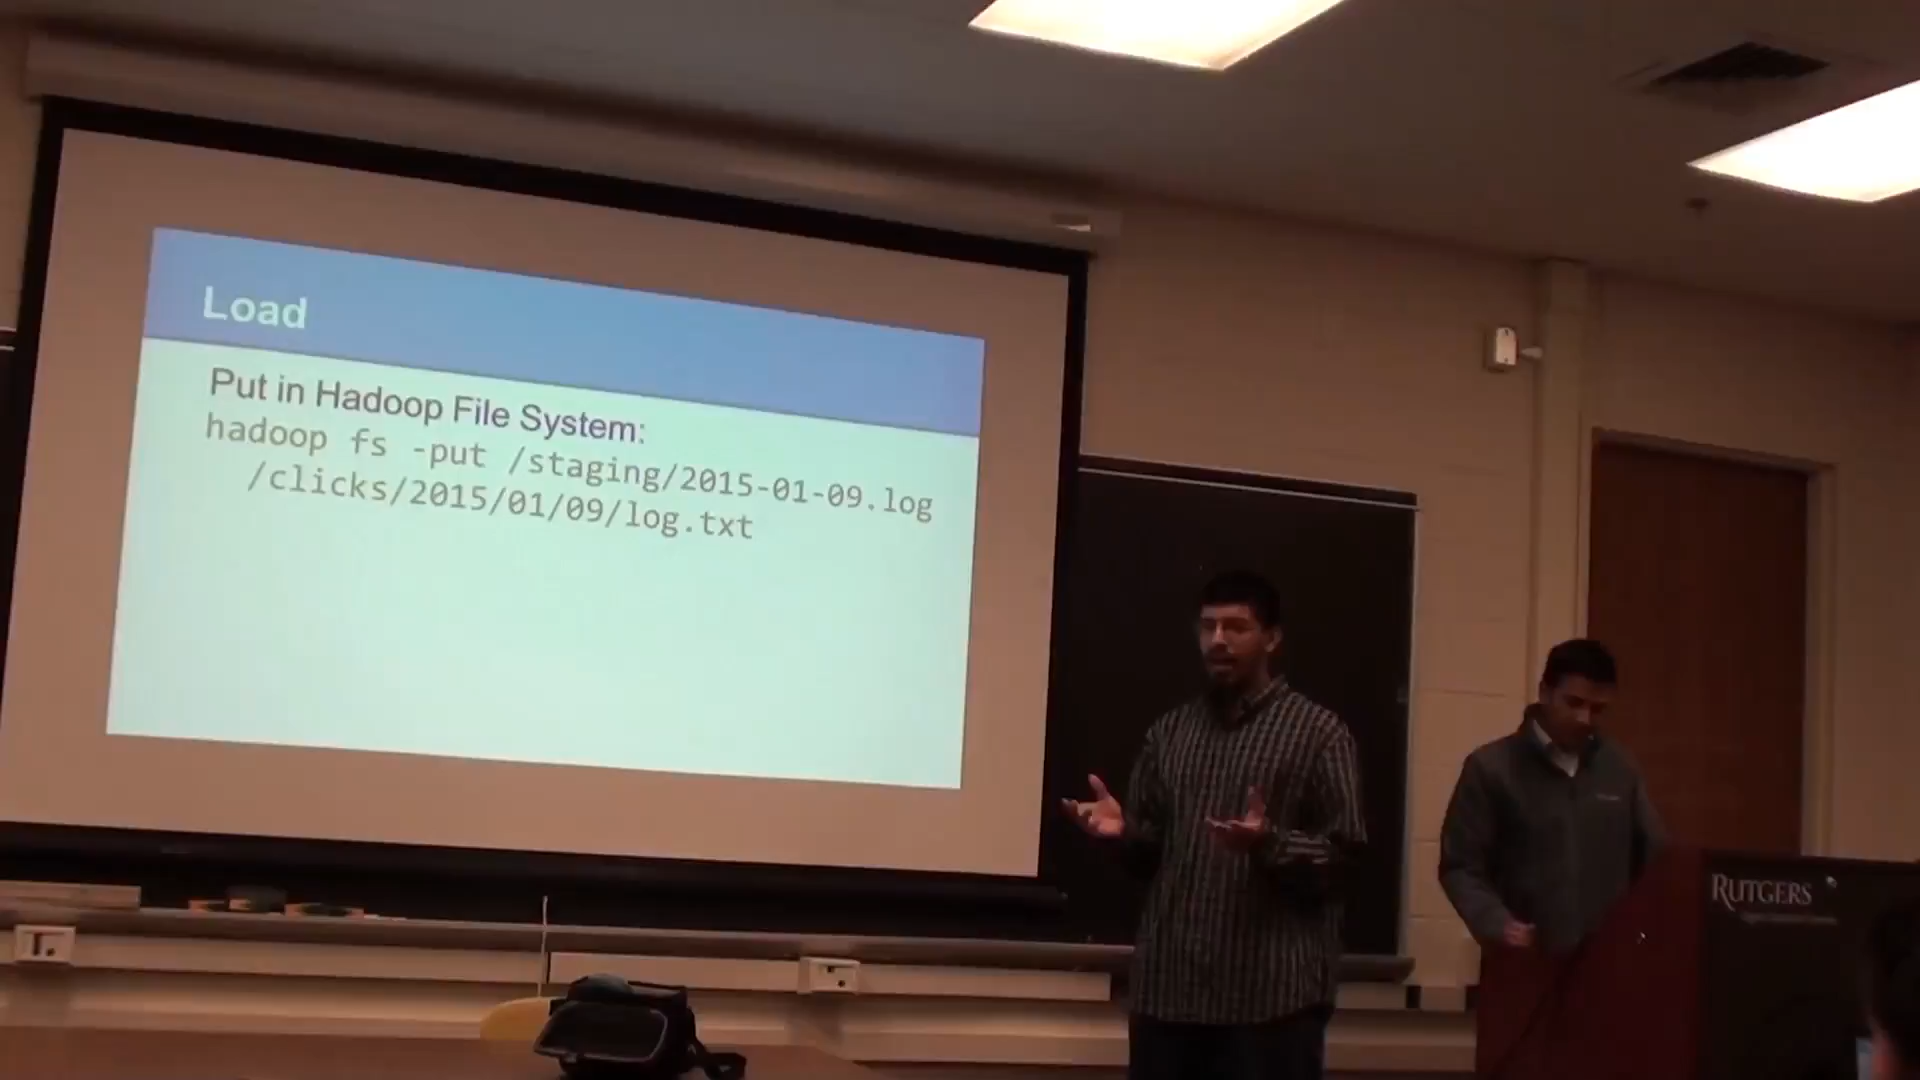 Load
Put in Hadoop File System:
hadoop fs -put /staging/2015-01-09.log
/clicks/2015/01/09/log.txt
RUTGERS